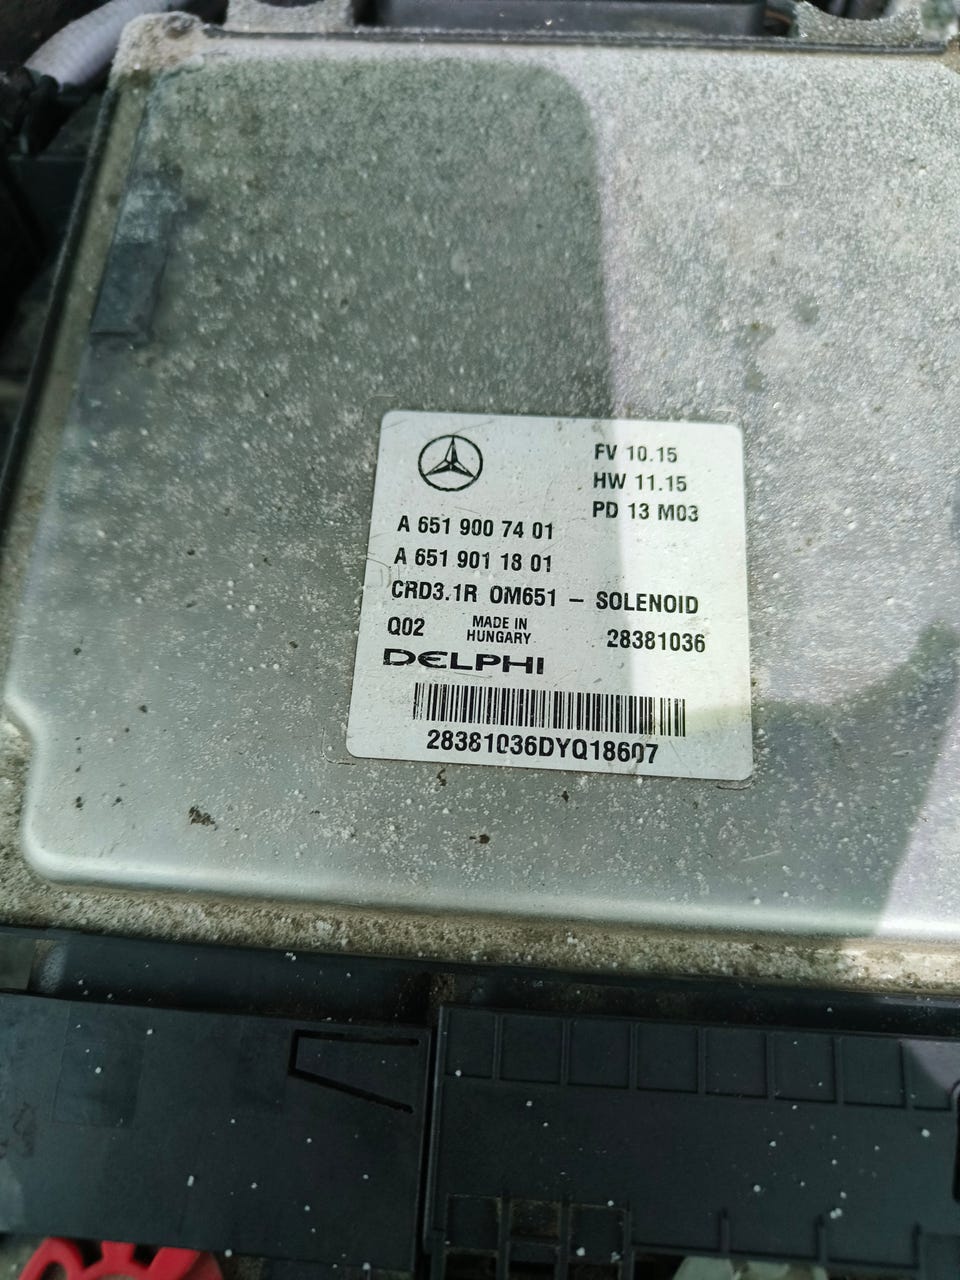 FV 10.15
HW 11.15
PD 13 M03
A 651 900 74 01
A 651 901 18 01
CRD3.1R OM651 – SOLENOID
Q02 MADE IN HUNGARY 28381036
DELPHI
28381036DYQ18607